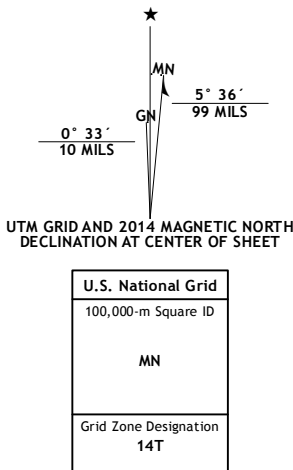 MN
GN
5° 36´
99 MILS
0° 33´
10 MILS
UTM GRID AND 2014 MAGNETIC NORTH
DECLINATION AT CENTER OF SHEET
U.S. National Grid
100,000-m Square ID
MN
Grid Zone Designation
14T